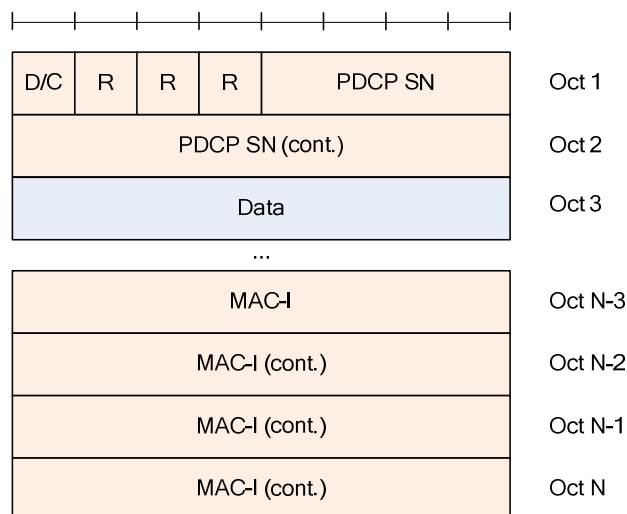 D/C R R R PDCP SN Oct 1
PDCP SN (cont.) Oct 2
Data Oct 3
...
MAC-I Oct N-3
MAC-I (cont.) Oct N-2
MAC-I (cont.) Oct N-1
MAC-I (cont.) Oct N